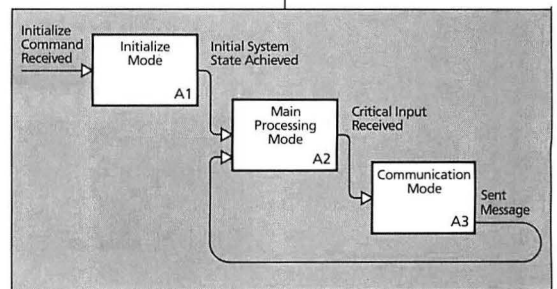 Initialize
Command
Received
Initialize
Mode
A1
Initial System
State Achieved
Main
Processing
Mode
A2
Critical Input
Received
Communication
Mode
A3
Sent
Message